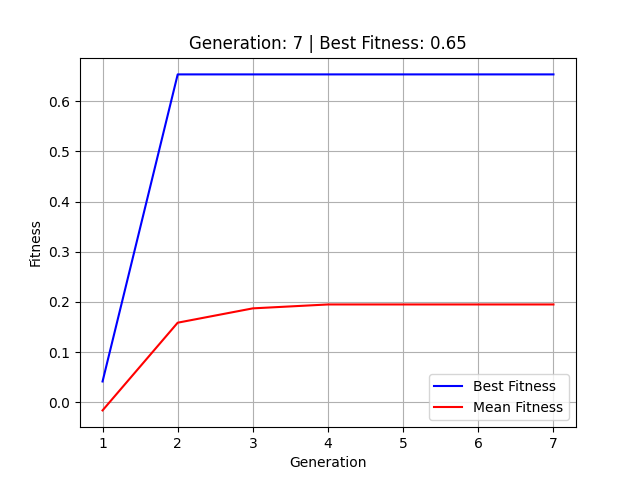 Generation: 7 | Best Fitness: 0.65
Fitness
0.6
0.5
0.4
0.3
0.2
0.1
0.0
Best Fitness
Mean Fitness
1 2 3 4 5 6 7
Generation